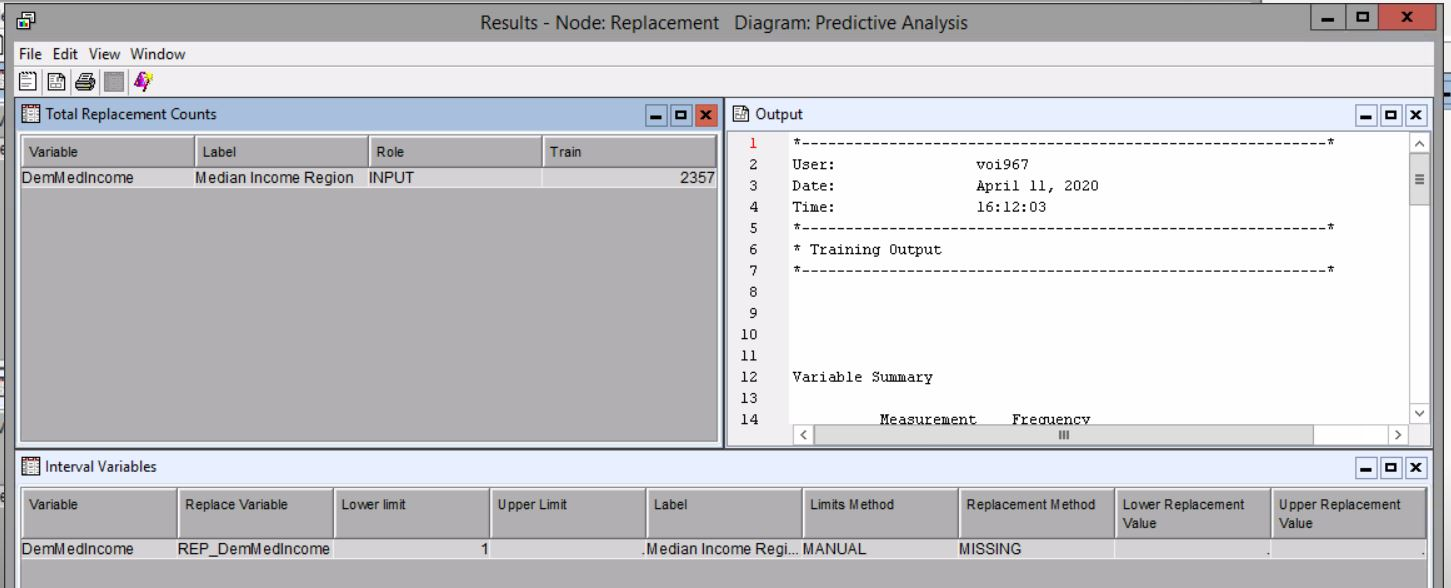 Results - Node: Replacement Diagram: Predictive Analysis
File Edit View Window
Total Replacement Counts
Variable Label Role Train
DemMedIncome Median Income Region INPUT 2357
Output
1 *------------------------------------------------------------*
2 User: voi967
3 Date: April 11, 2020
4 Time: 16:12:03
5 *------------------------------------------------------------*
6 * Training Output
7 *------------------------------------------------------------*
8
9
10
11
12 Variable Summary
13
14 Measurement Frequency
Interval Variables
Variable Replace Variable Lower limit Upper Limit Label Limits Method Replacement Method Lower Replacement Value Upper Replacement Value
DemMedIncome REP_DemMedIncome 1 . Median Income Regi... MANUAL MISSING . .